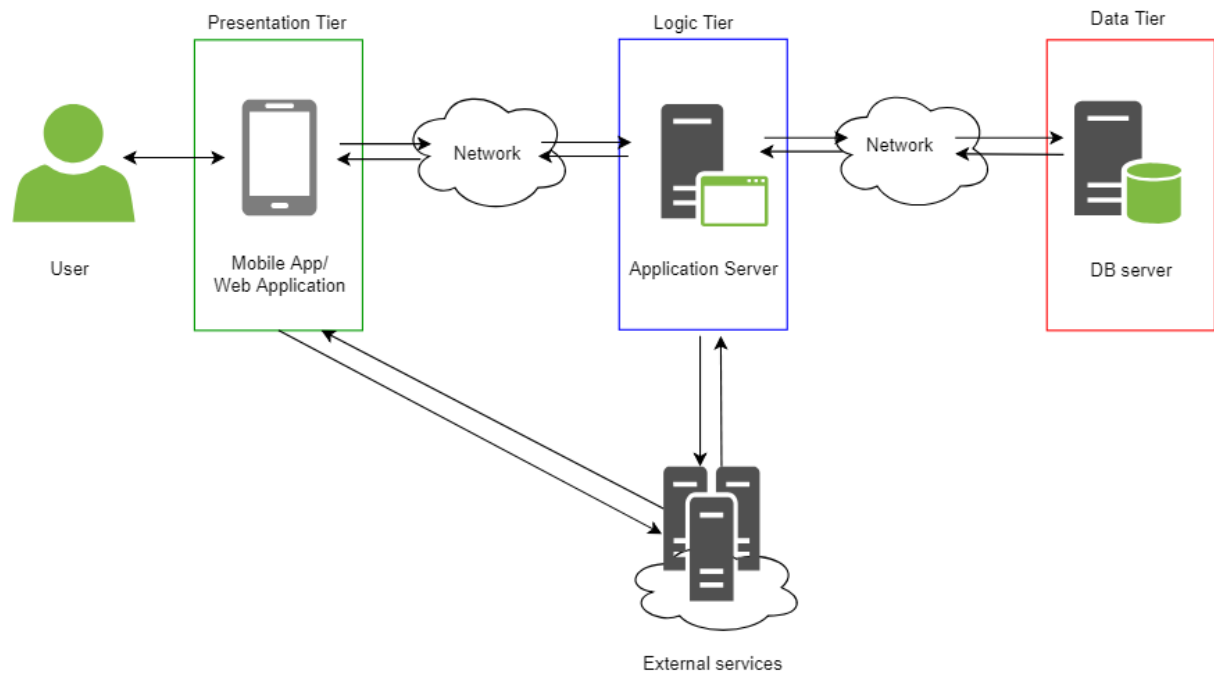 Presentation Tier
Logic Tier
Data Tier
Network
Network
User
Mobile App/
Web Application
Application Server
DB server
External services